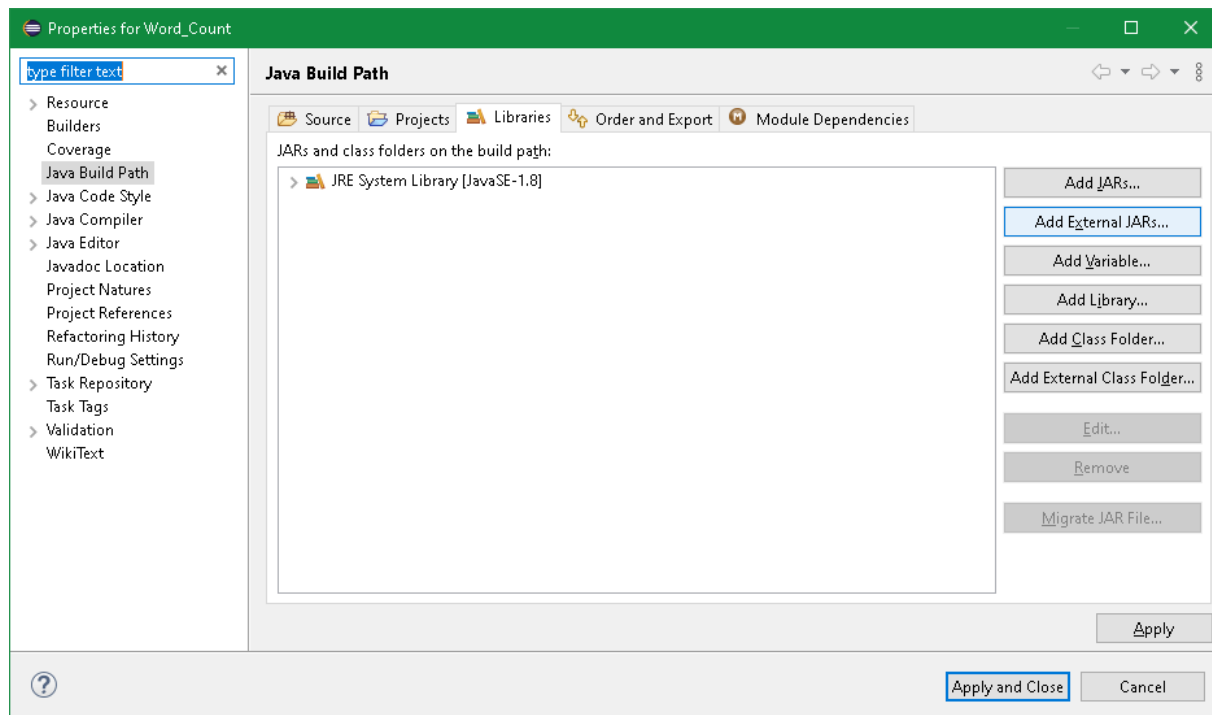 Properties for Word_Count
type filter text
Java Build Path
Resource
Builders
Coverage
Java Build Path
Java Code Style
Java Compiler
Java Editor
Javadoc Location
Project Natures
Project References
Refactoring History
Run/Debug Settings
Task Repository
Task Tags
Validation
WikiText
Source Projects Libraries Order and Export Module Dependencies
JARs and class folders on the build path:
JRE System Library [JavaSE-1.8]
Add JARs...
Add External JARs...
Add Variable...
Add Library...
Add Class Folder...
Add External Class Folder...
Edit...
Remove
Migrate JAR File...
Apply
Apply and Close Cancel